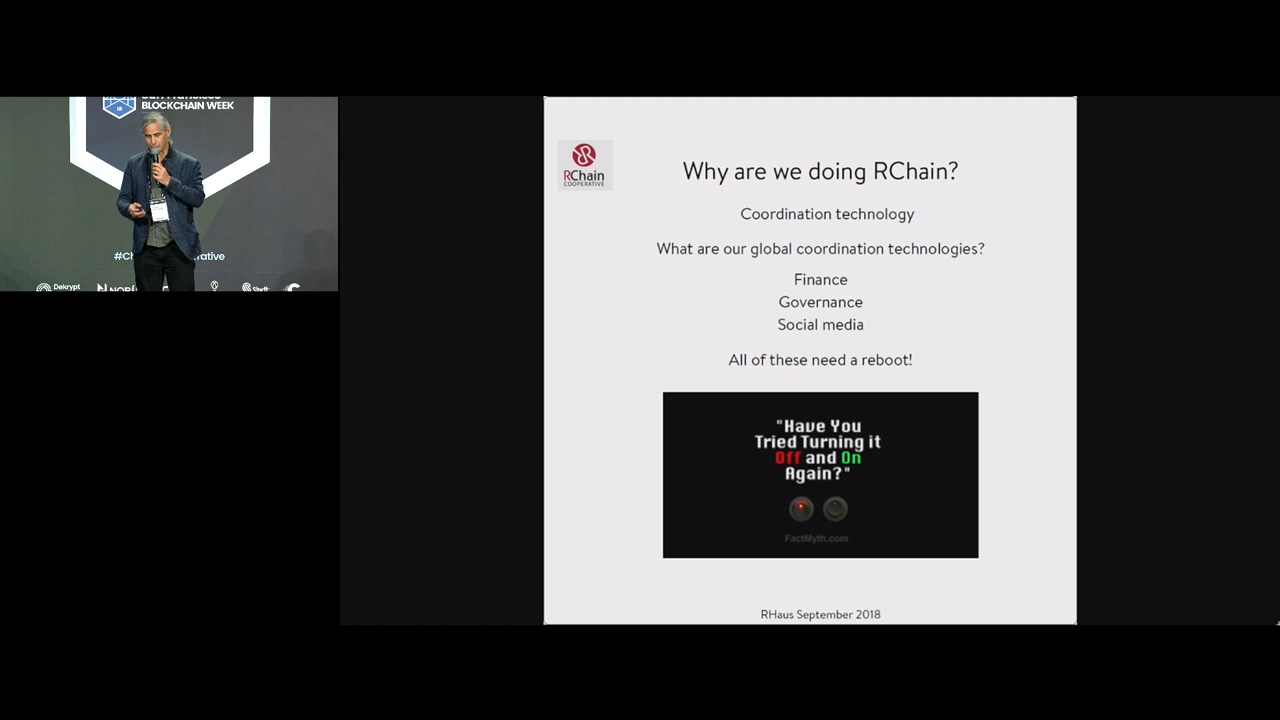 BLOCKCHAIN WEEK
Dekrypt
RChain
COOPERATIVE
Why are we doing RChain?
Coordination technology
What are our global coordination technologies?
Finance
Governance
Social media
All of these need a reboot!
"Have You
Tried Turning it
Off and On
Again?"
FactMyth.com
RHaus September 2018